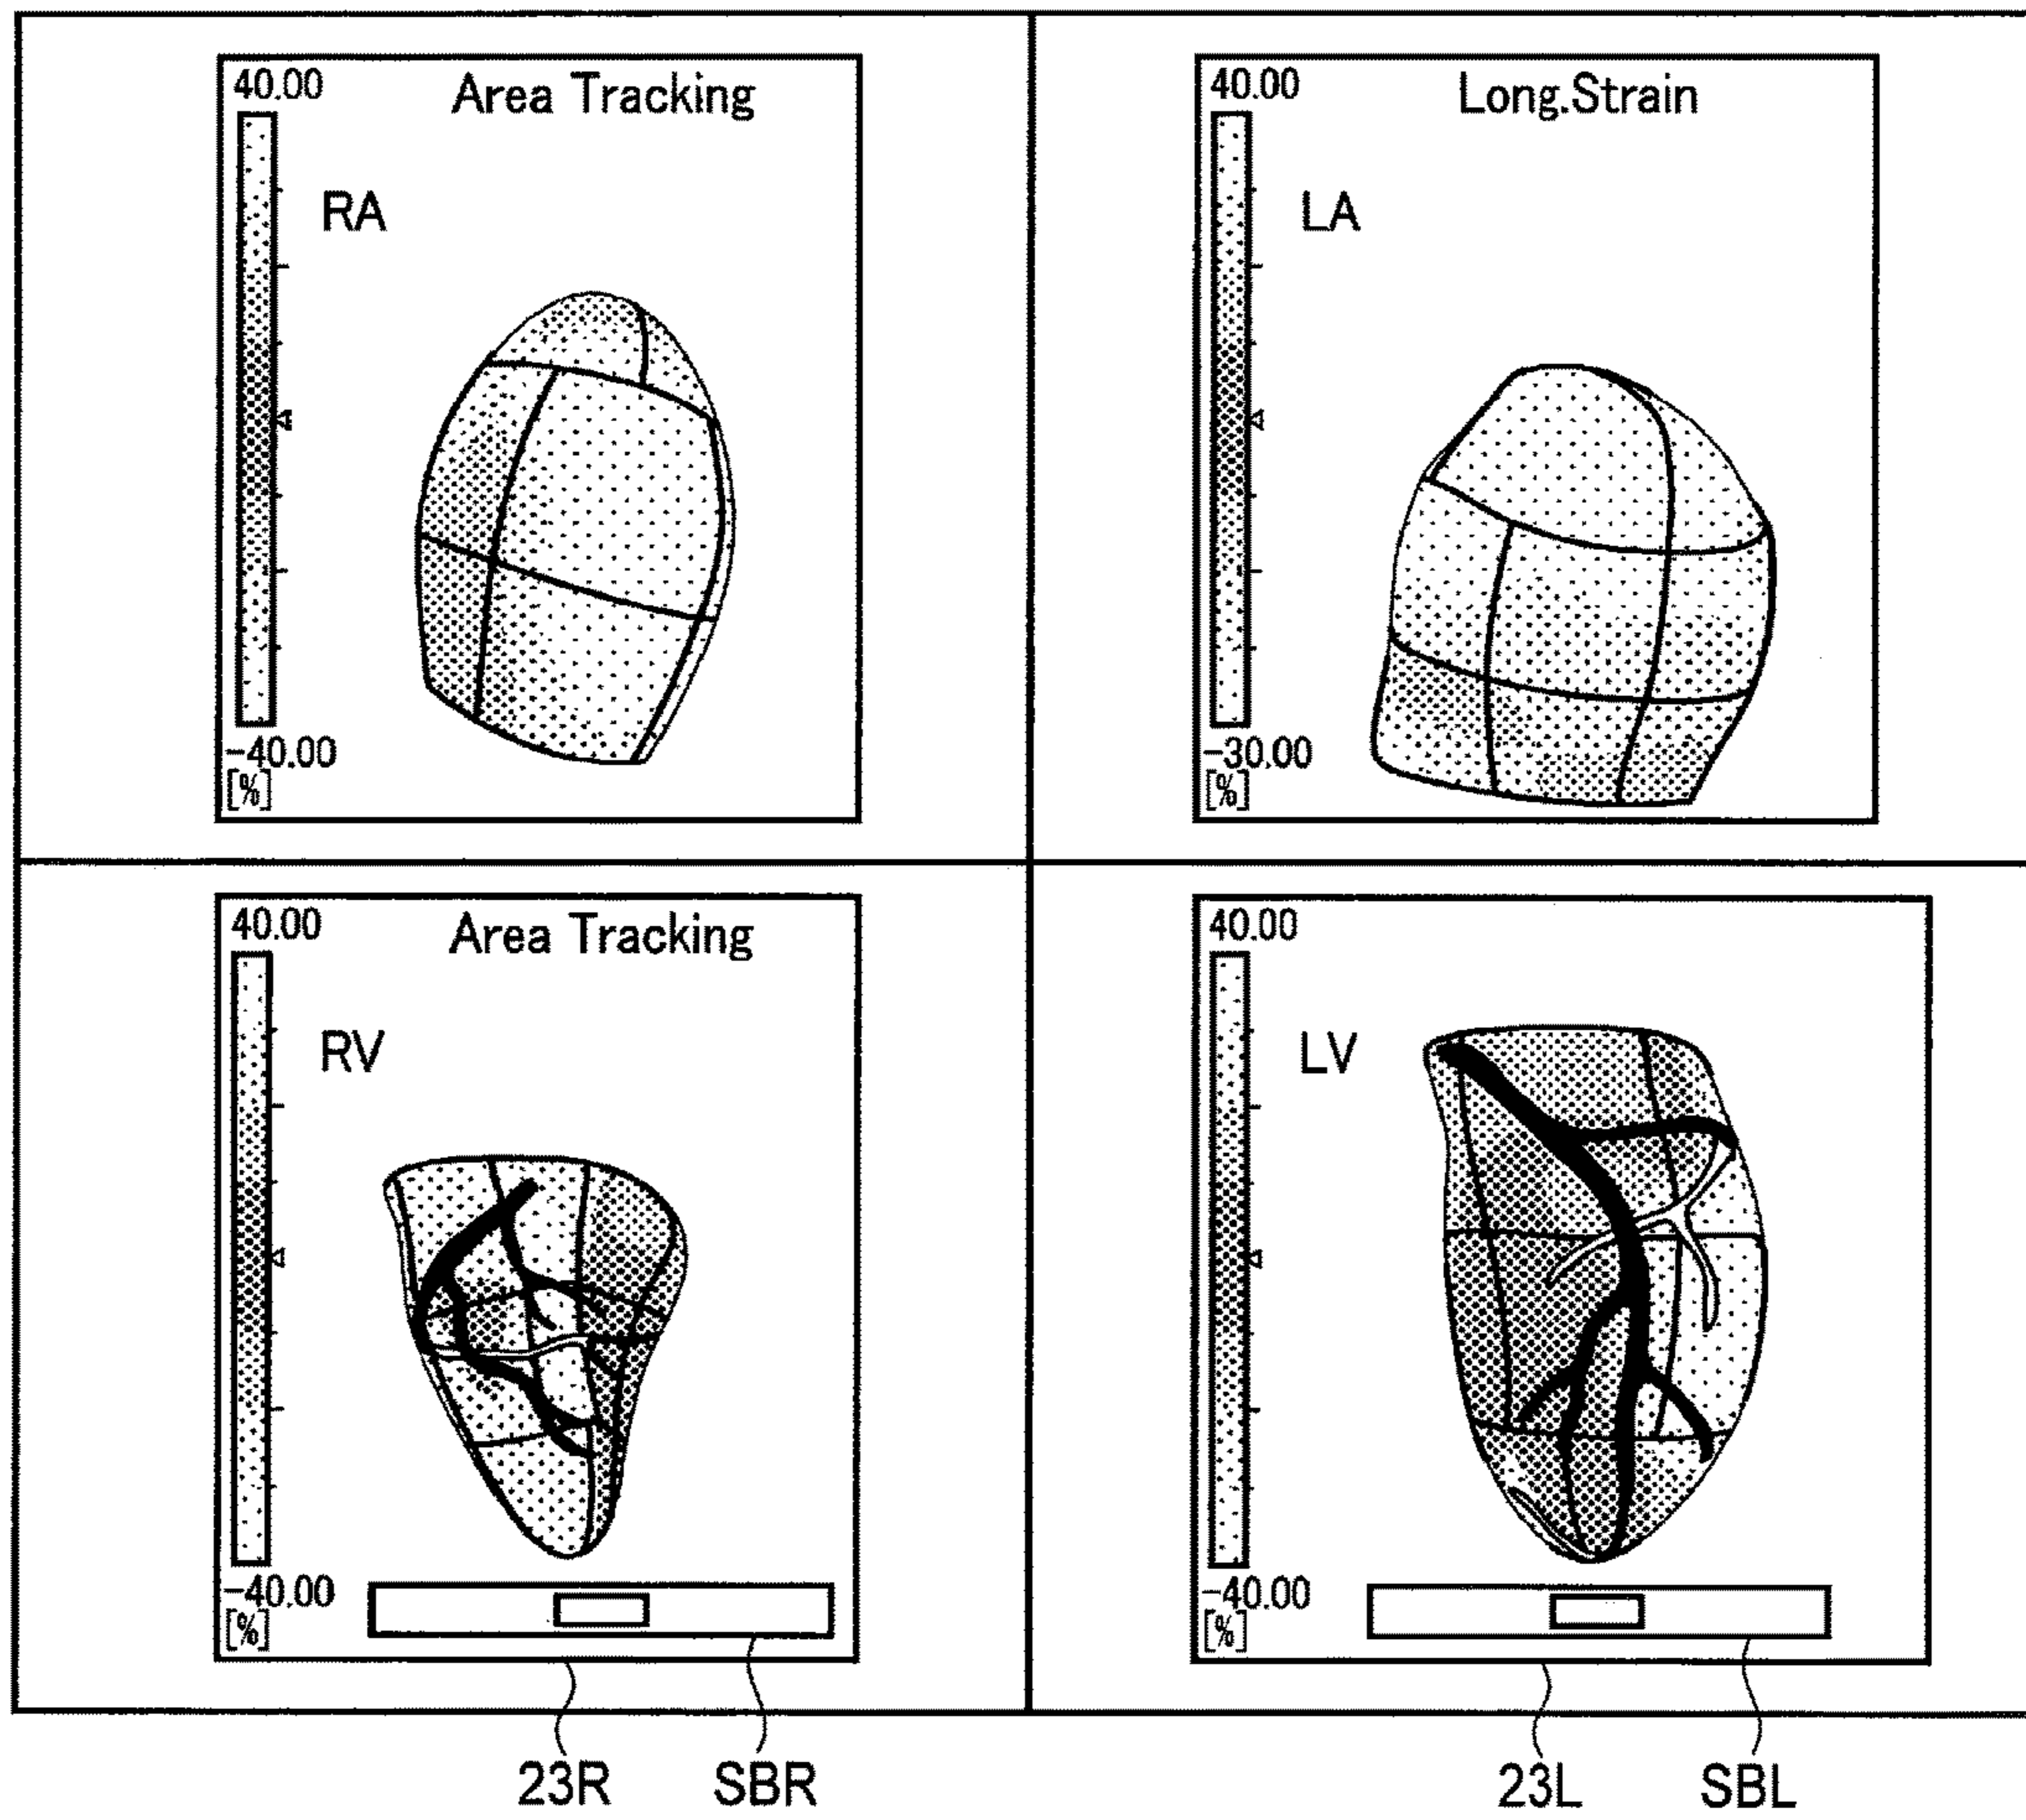 40.00
Area Tracking
RA
-40.00
[%]
40.00
Long.Strain
LA
-30.00
[%]
40.00
Area Tracking
RV
-40.00
[%]
40.00
LV
-40.00
[%]
23R
SBR
23L
SBL